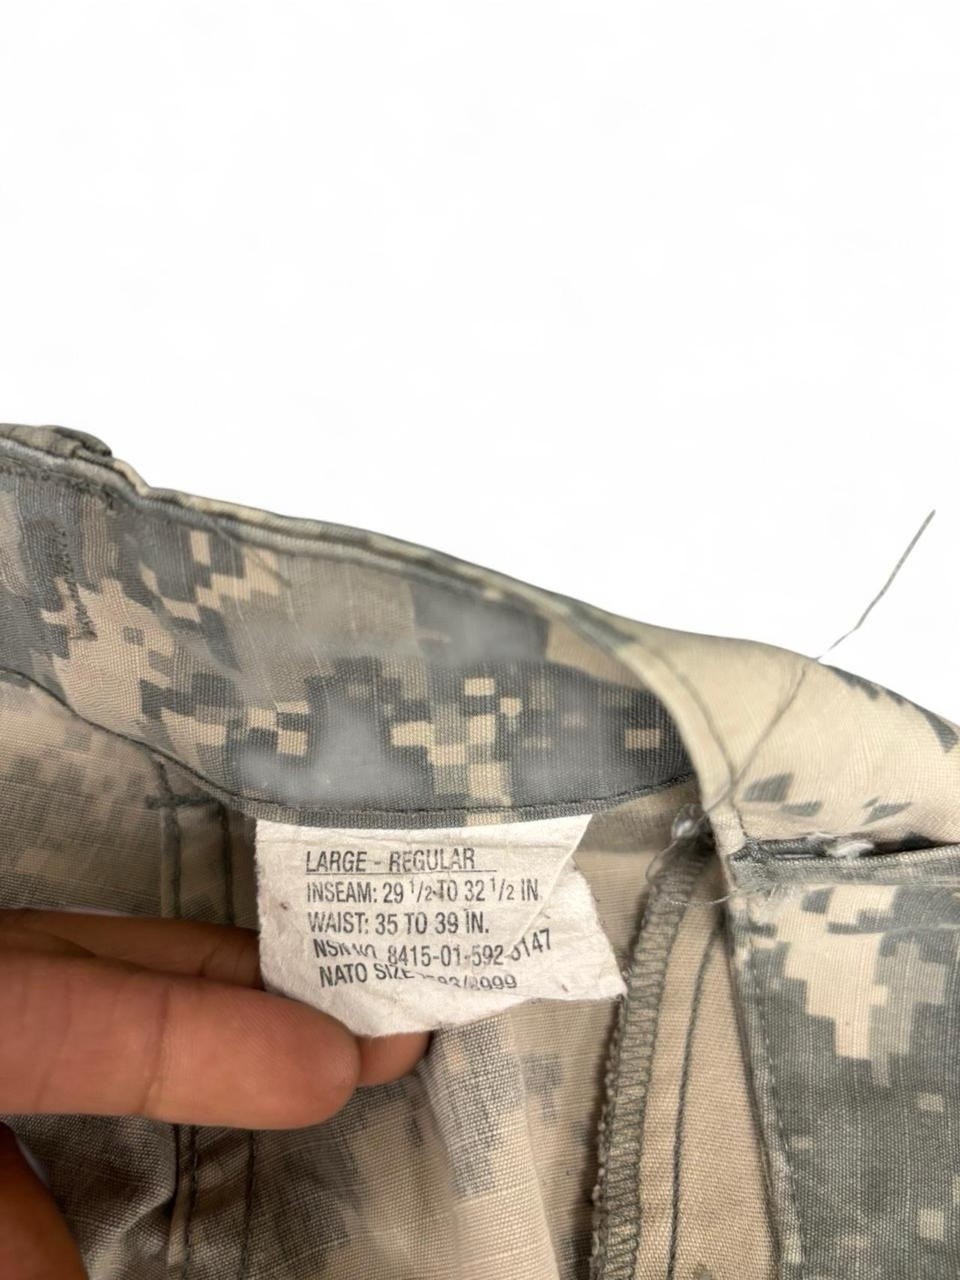 LARGE - REGULAR
INSEAM: 29 1/2 TO 32 1/2 IN
WAIST: 35 TO 39 IN.
8415-01-592-5147
NATO SIZE